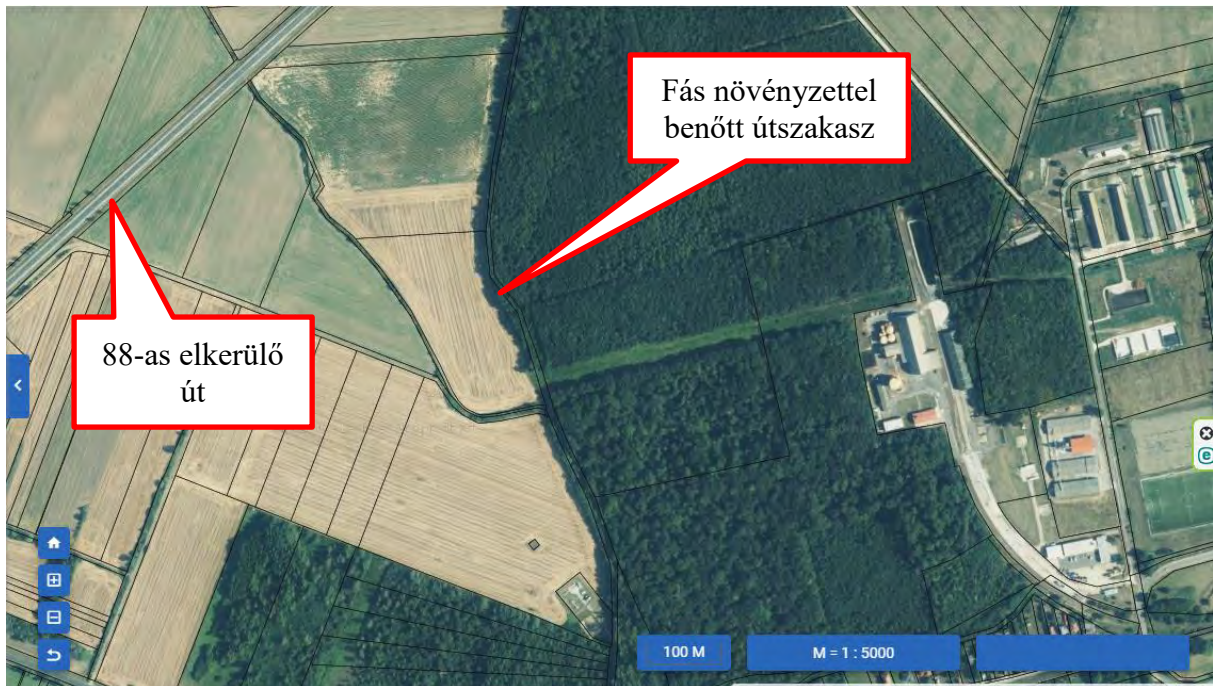 Fás növényzettel
benőtt útszakasz
88-as elkerülő
út
100 M
M = 1 : 5000